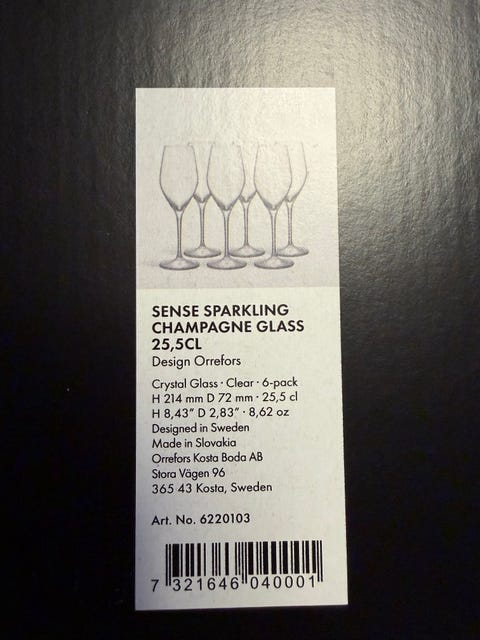 SENSE SPARKLING
CHAMPAGNE GLASS
25,5CL
Design Orrefors
Crystal Glass · Clear · 6-pack
H 214 mm D 72 mm · 25,5 cl
H 8,43” D 2,83” · 8,62 oz
Designed in Sweden
Made in Slovakia
Orrefors Kosta Boda AB
Stora Vägen 96
365 43 Kosta, Sweden
Art. No. 6220103
7 321646 040001